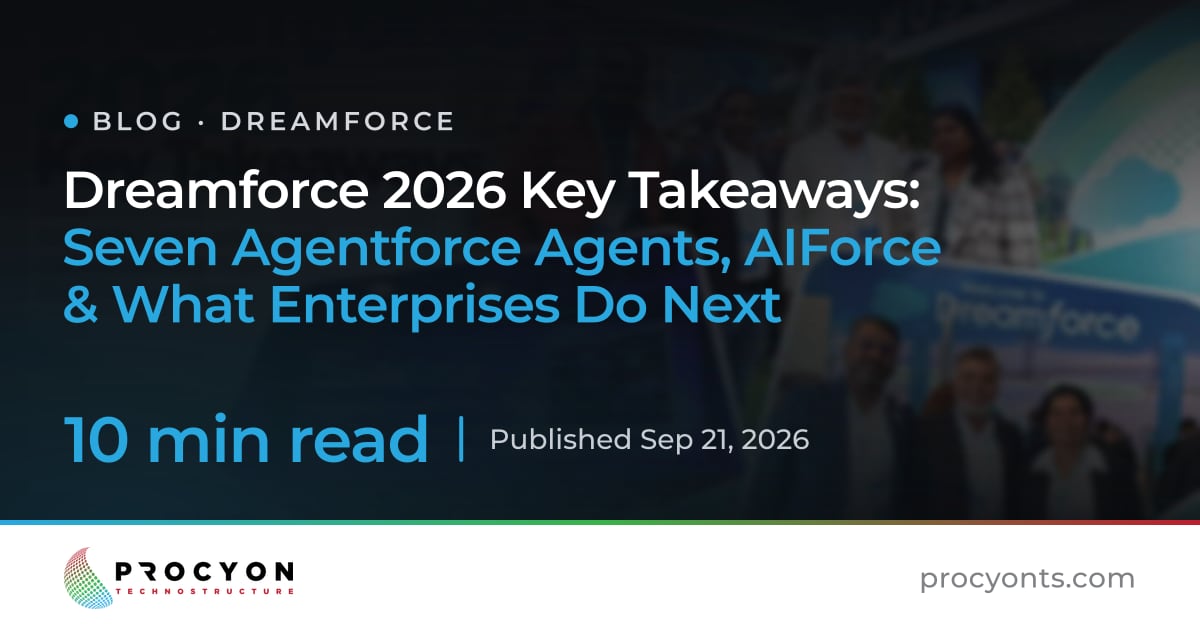 BLOG · DREAMFORCE
Dreamforce 2026 Key Takeaways:
Seven Agentforce Agents, AIForce
& What Enterprises Do Next
Dreamforce
10 min read | Published Sep 21, 2026
PROCYON
TECHNOSTRUCTURE
procyonts.com